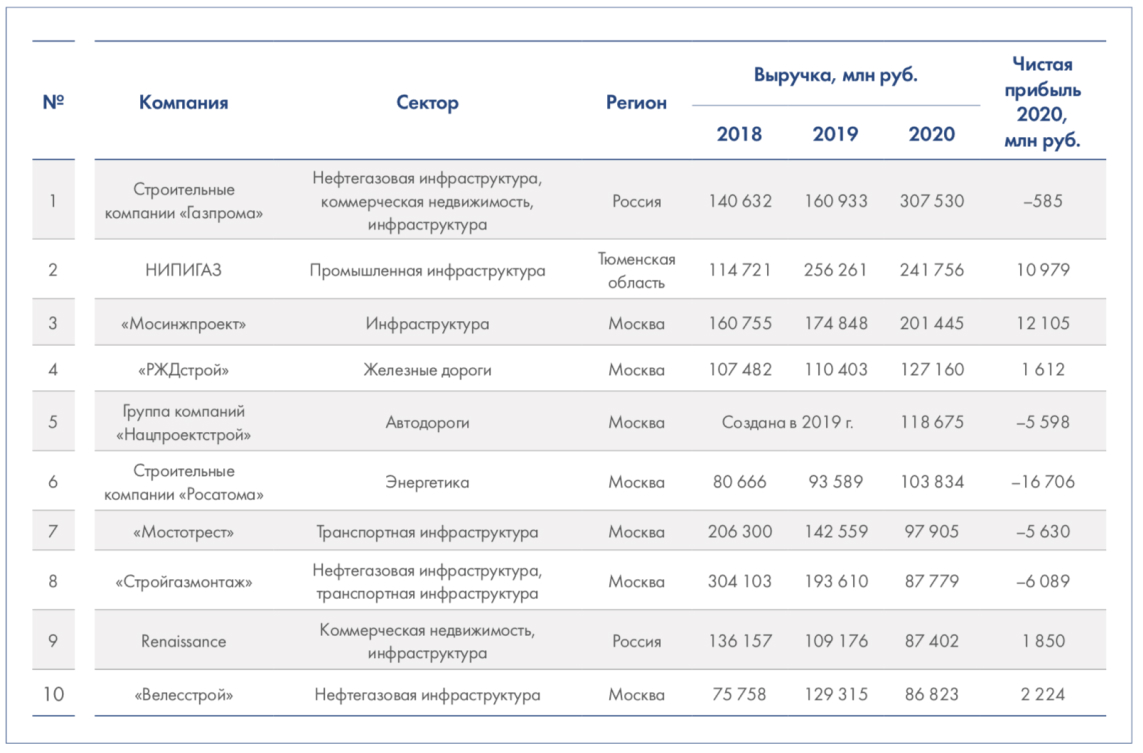 № Компания Сектор Регион Выручка, млн руб. Чистая
прибыль
2018 2019 2020 2020,
млн руб.
1 Строительные
компании «Газпрома» Нефтегазовая инфраструктура,
коммерческая недвижимость,
инфраструктура Россия 140 632 160 933 307 530 –585
2 НИПИГАЗ Промышленная инфраструктура Тюменская
область 114 721 256 261 241 756 10 979
3 «Мосинжпроект» Инфраструктура Москва 160 755 174 848 201 445 12 105
4 «РЖДстрой» Железные дороги Москва 107 482 110 403 127 160 1 612
5 Группа компаний
«Нацпроектстрой» Автодороги Москва Создана в 2019 г. 118 675 –5 598
6 Строительные
компании «Росатома» Энергетика Москва 80 666 93 589 103 834 –16 706
7 «Мостотрест» Транспортная инфраструктура Москва 206 300 142 559 97 905 –5 630
8 «Стройгазмонтаж» Нефтегазовая инфраструктура,
транспортная инфраструктура Москва 304 103 193 610 87 779 –6 089
9 Renaissance Коммерческая недвижимость,
инфраструктура Россия 136 157 109 176 87 402 1 850
10 «Велесстрой» Нефтегазовая инфраструктура Москва 75 758 129 315 86 823 2 224